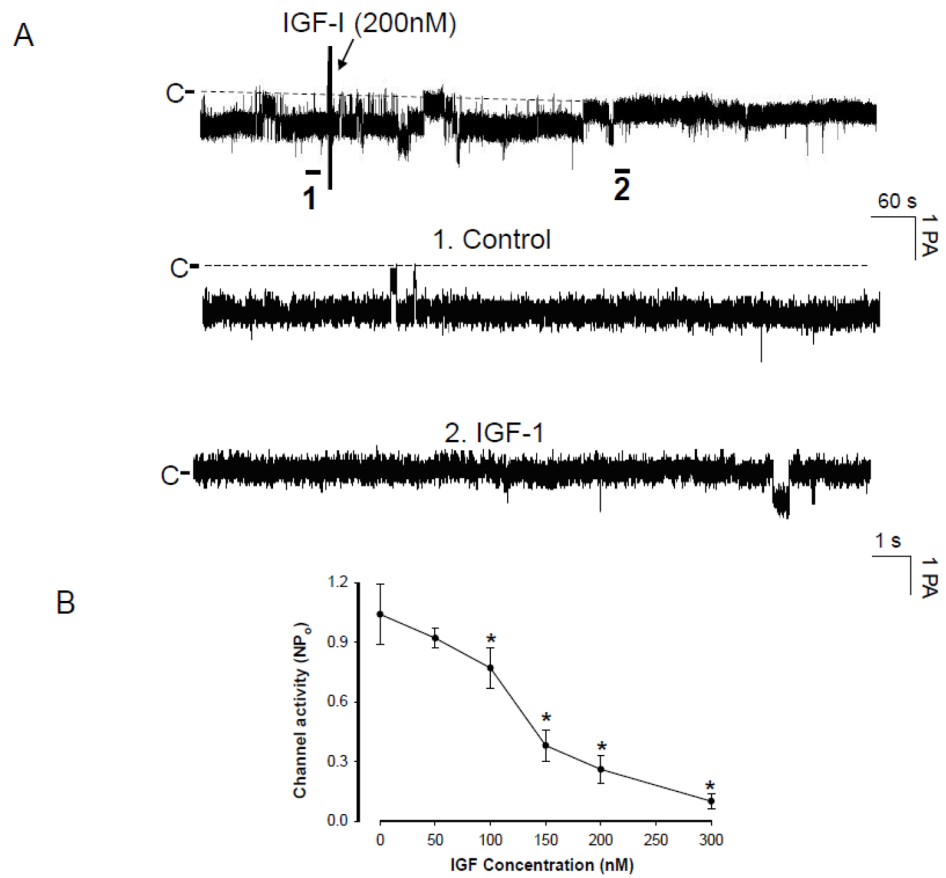 A
IGF-I (200nM)
C-
1
2
60 s
1 PA
1. Control
C-
2. IGF-1
C-
1 s
1 PA
B
1.2
0.9
0.6
0.3
0.0
Channel activity (NPo)
*
*
*
*
0 50 100 150 200 250 300
IGF Concentration (nM)